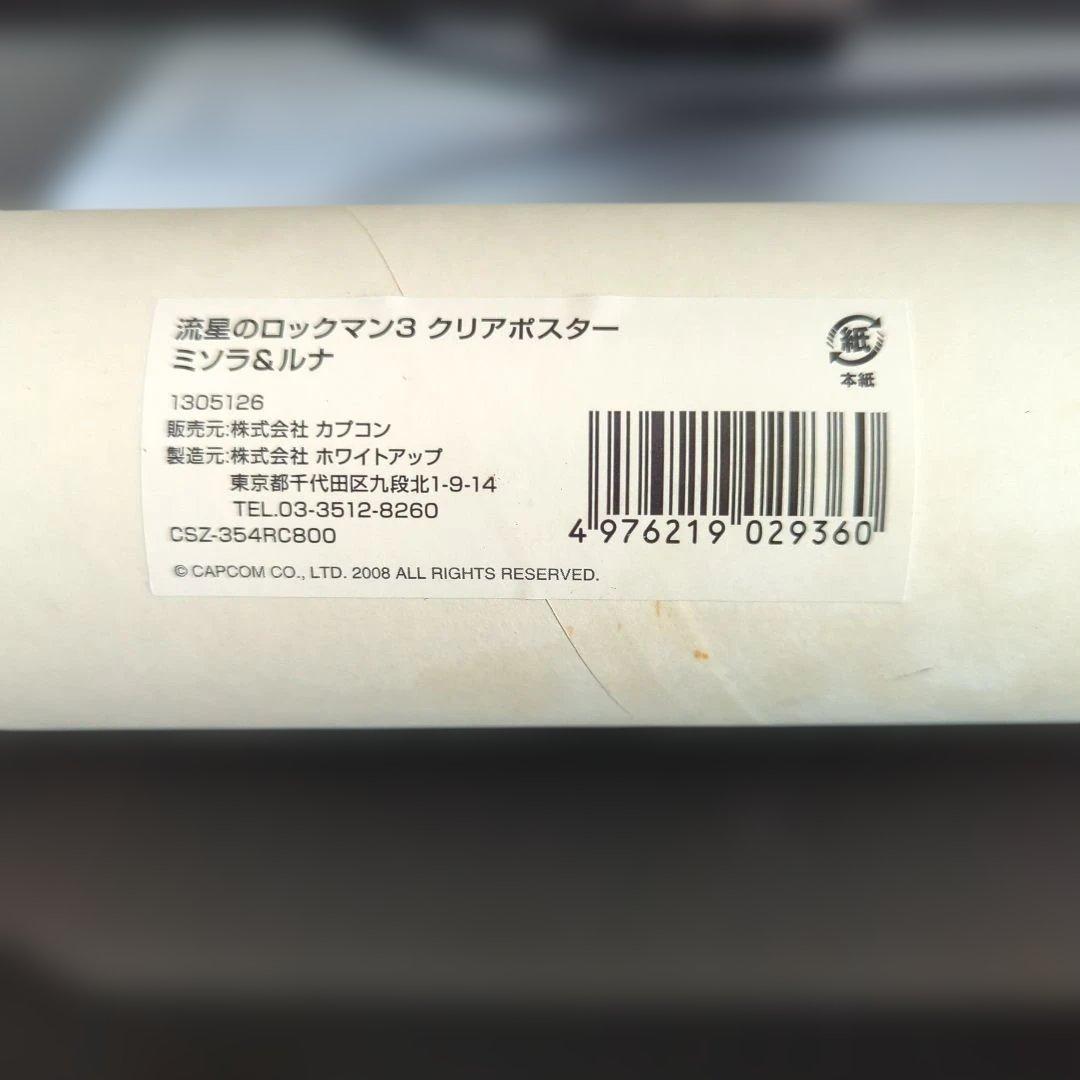 流星のロックマン3 クリアポスター
ミソラ&ルナ
1305126
販売元:株式会社 カプコン
製造元:株式会社 ホワイトアップ
東京都千代田区九段北1-9-14
TEL.03-3512-8260
CSZ-354RC800
© CAPCOM CO., LTD. 2008 ALL RIGHTS RESERVED.
紙
本紙
4 976219 029360